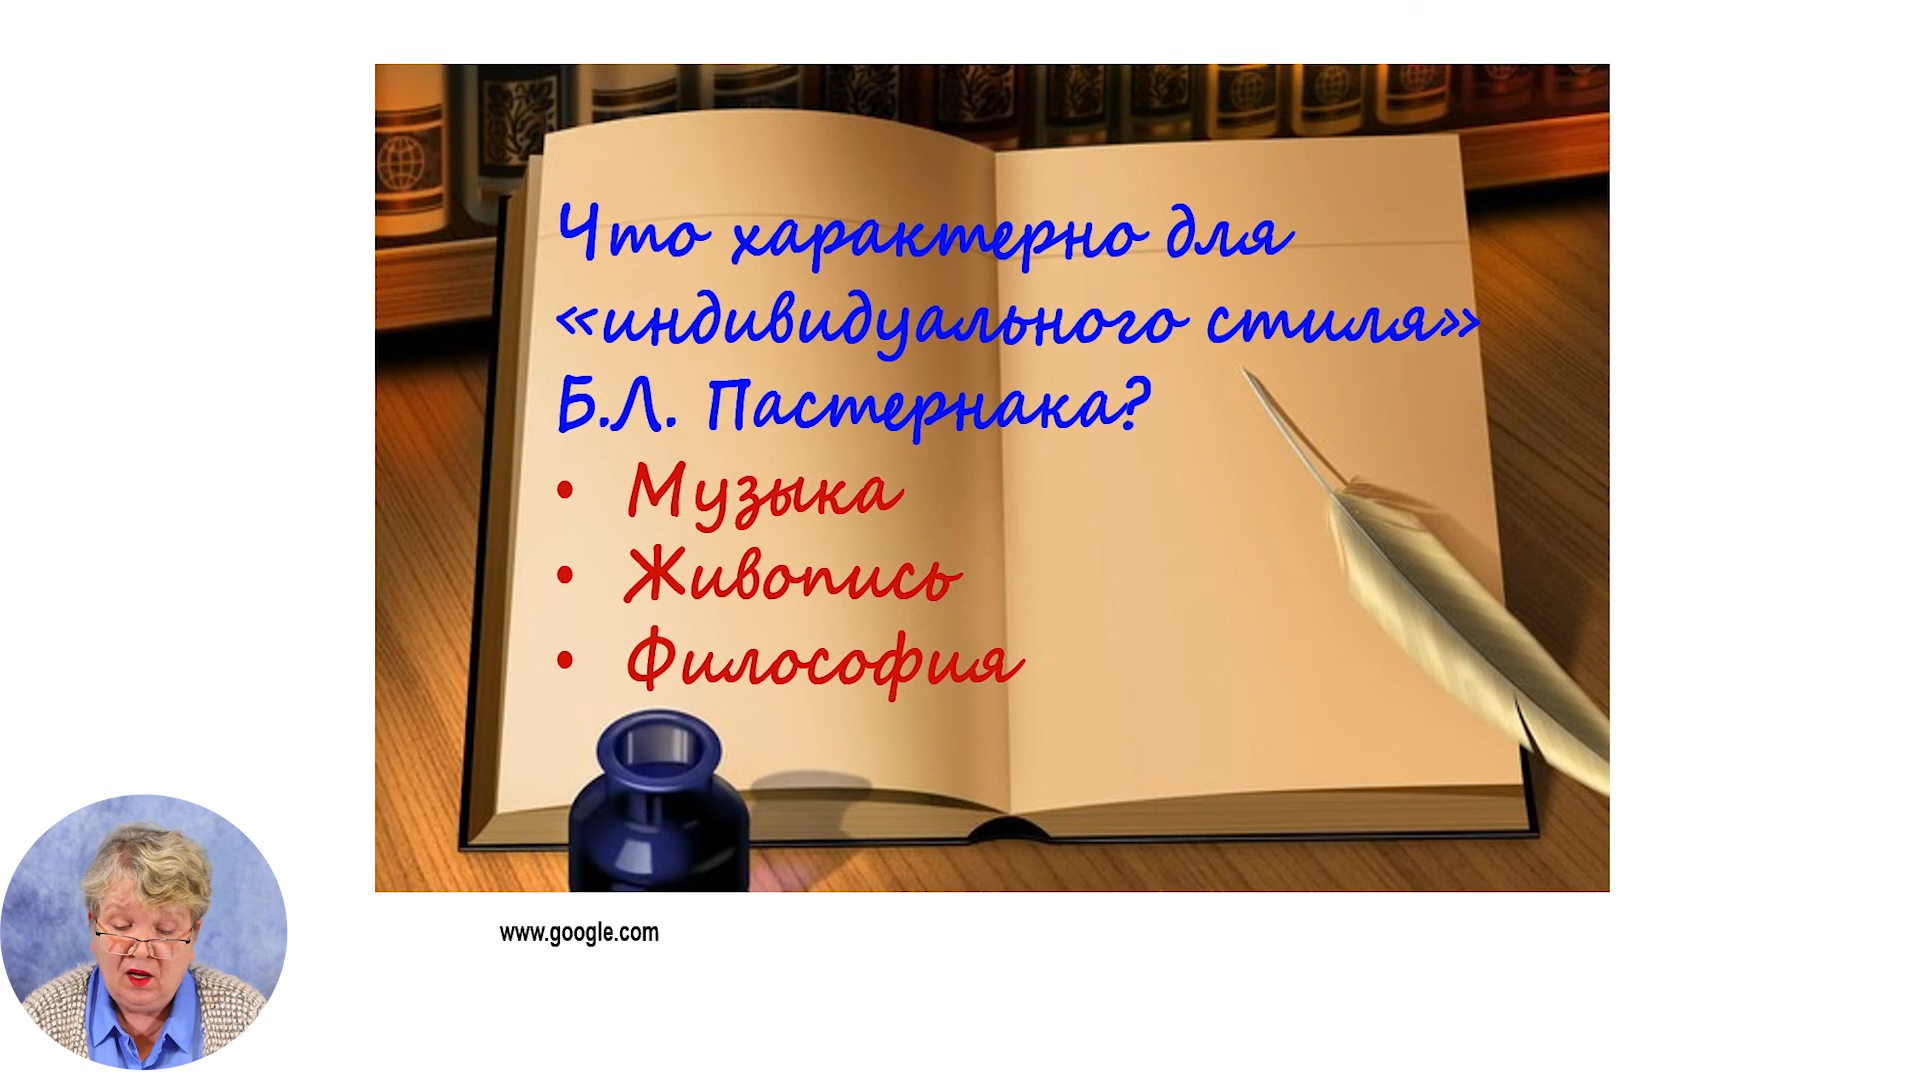 Что характерно для
«индивидуального стиля»
Б.Л. Пастернака?
• Музыка
• Живопись
• Философия
www.google.com